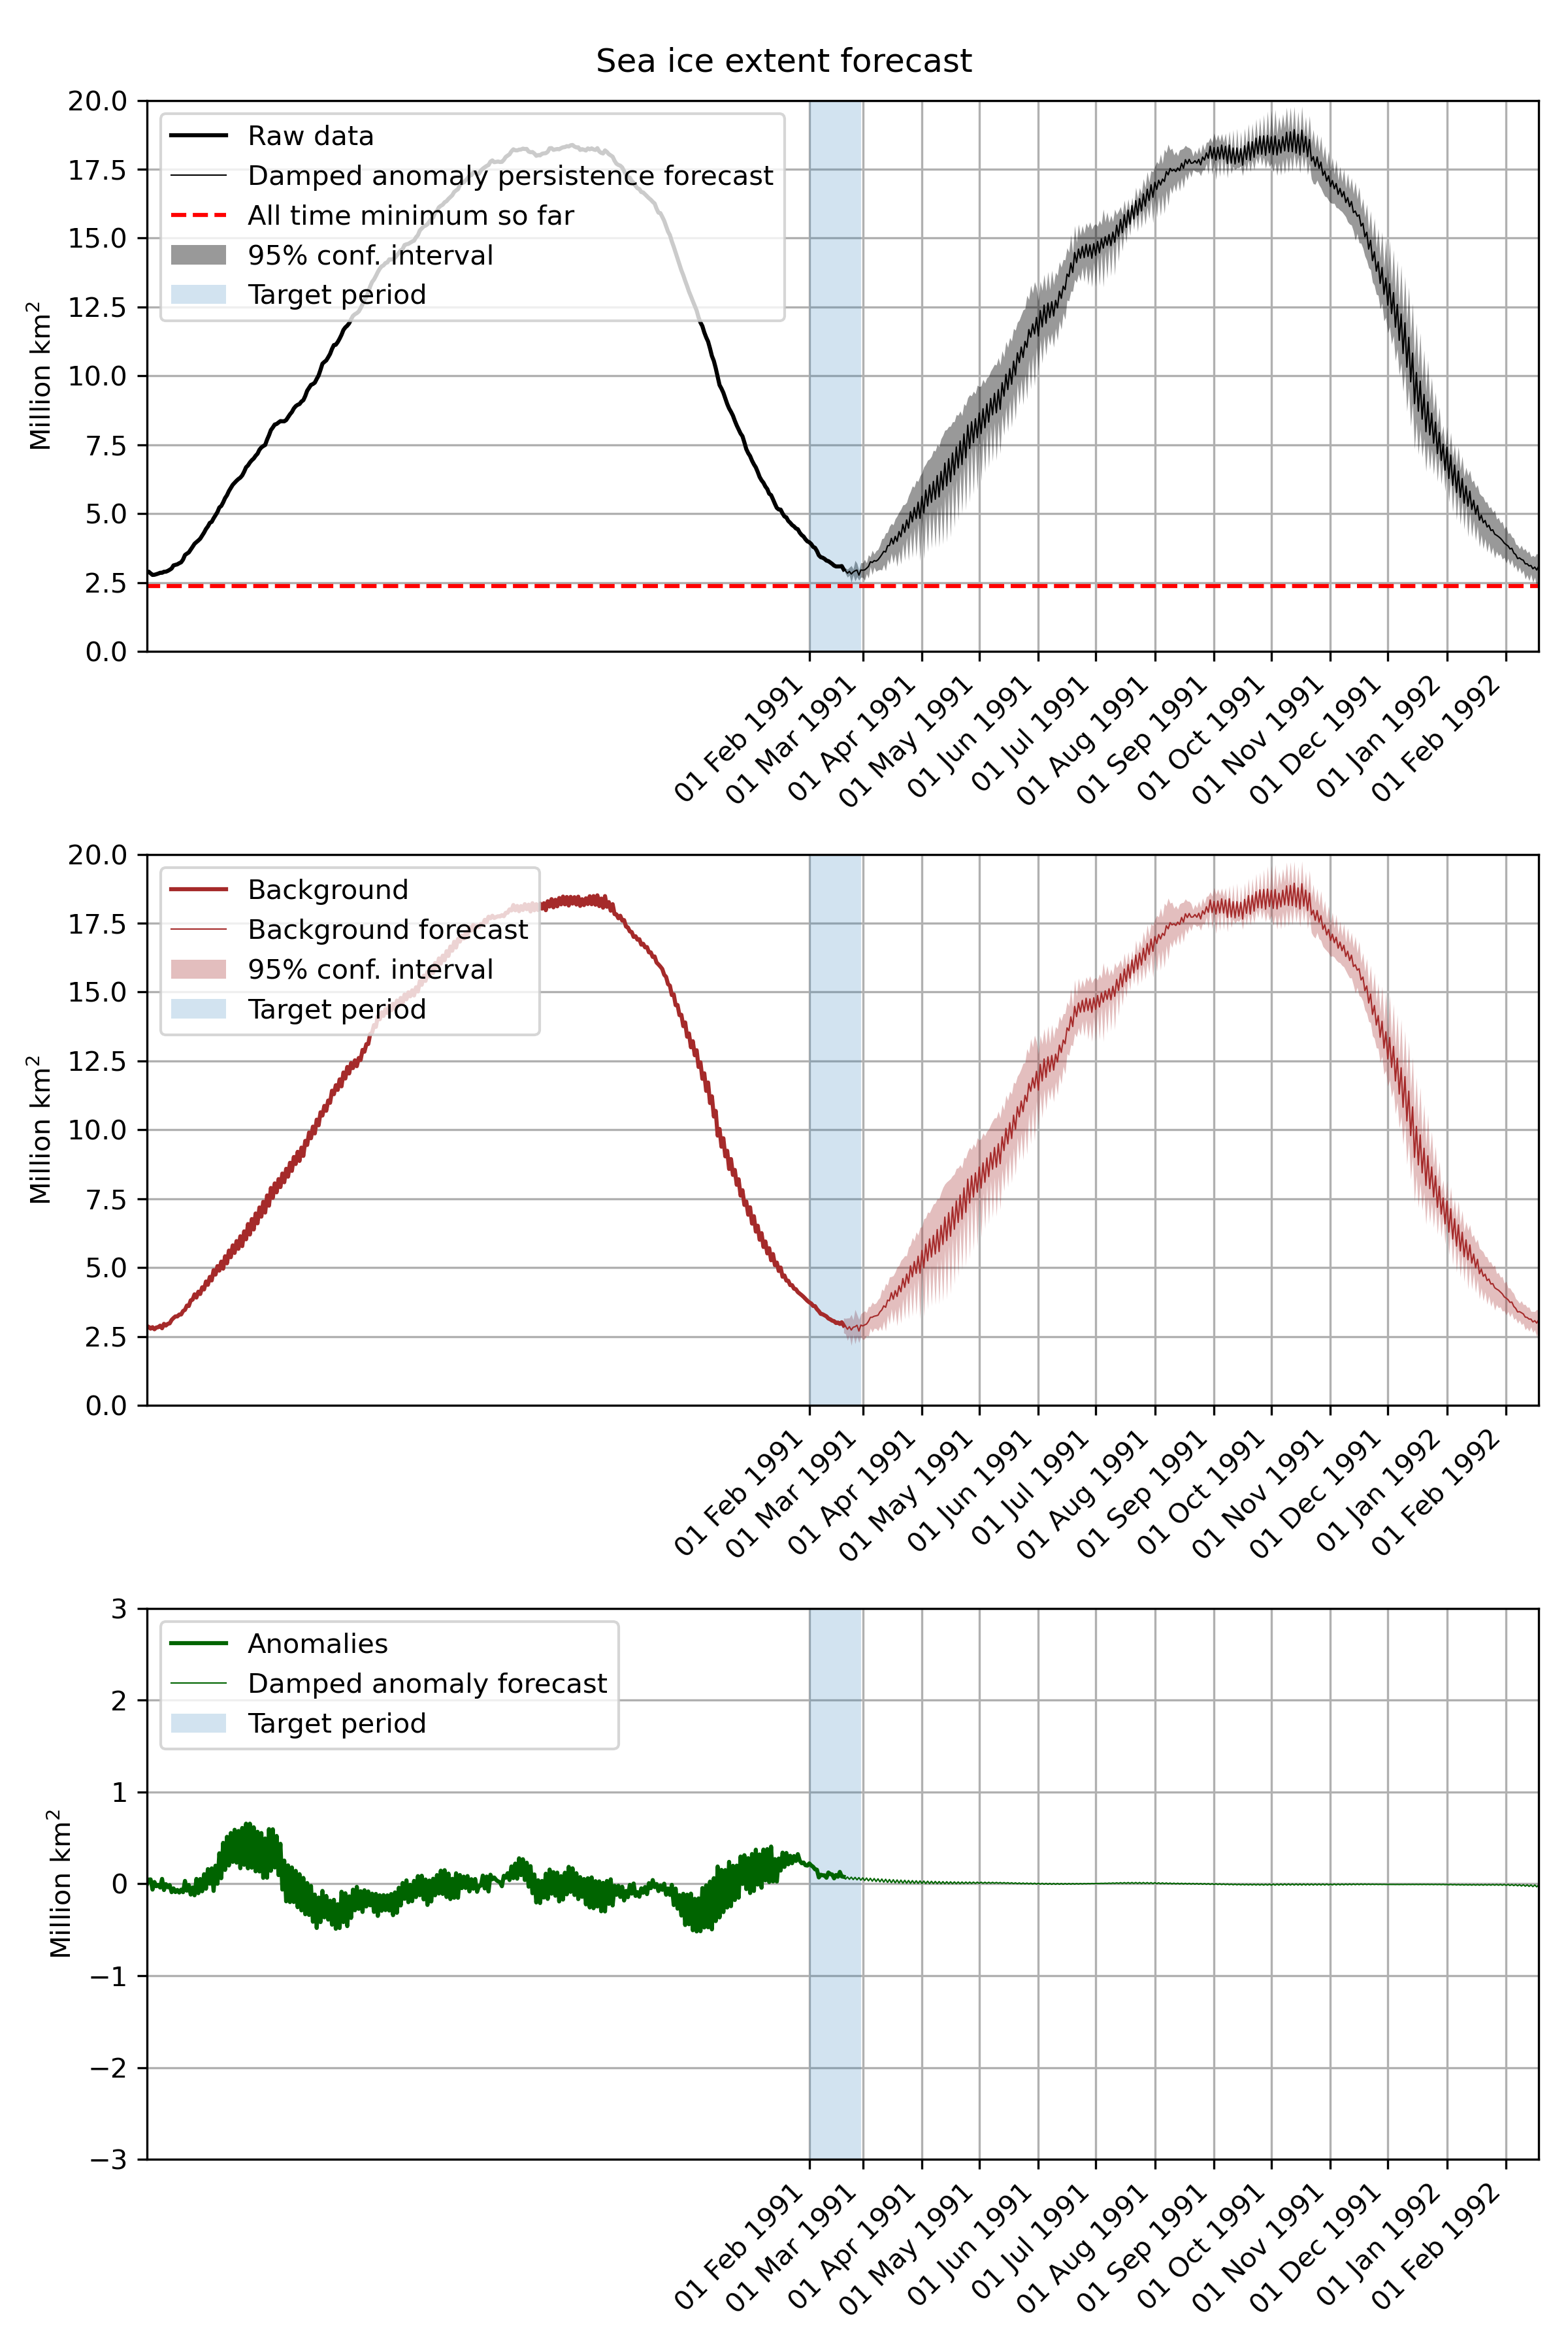 Sea ice extent forecast
20.0
17.5
15.0
12.5
10.0
7.5
5.0
2.5
0.0
Million km²
Raw data
Damped anomaly persistence forecast
All time minimum so far
95% conf. interval
Target period
01 Feb 1991
01 Mar 1991
01 Apr 1991
01 May 1991
01 Jun 1991
01 Jul 1991
01 Aug 1991
01 Sep 1991
01 Oct 1991
01 Nov 1991
01 Dec 1991
01 Jan 1992
01 Feb 1992
20.0
17.5
15.0
12.5
10.0
7.5
5.0
2.5
0.0
Million km²
Background
Background forecast
95% conf. interval
Target period
01 Feb 1991
01 Mar 1991
01 Apr 1991
01 May 1991
01 Jun 1991
01 Jul 1991
01 Aug 1991
01 Sep 1991
01 Oct 1991
01 Nov 1991
01 Dec 1991
01 Jan 1992
01 Feb 1992
3
2
1
0
−1
−2
−3
Million km²
Anomalies
Damped anomaly forecast
Target period
01 Feb 1991
01 Mar 1991
01 Apr 1991
01 May 1991
01 Jun 1991
01 Jul 1991
01 Aug 1991
01 Sep 1991
01 Oct 1991
01 Nov 1991
01 Dec 1991
01 Jan 1992
01 Feb 1992